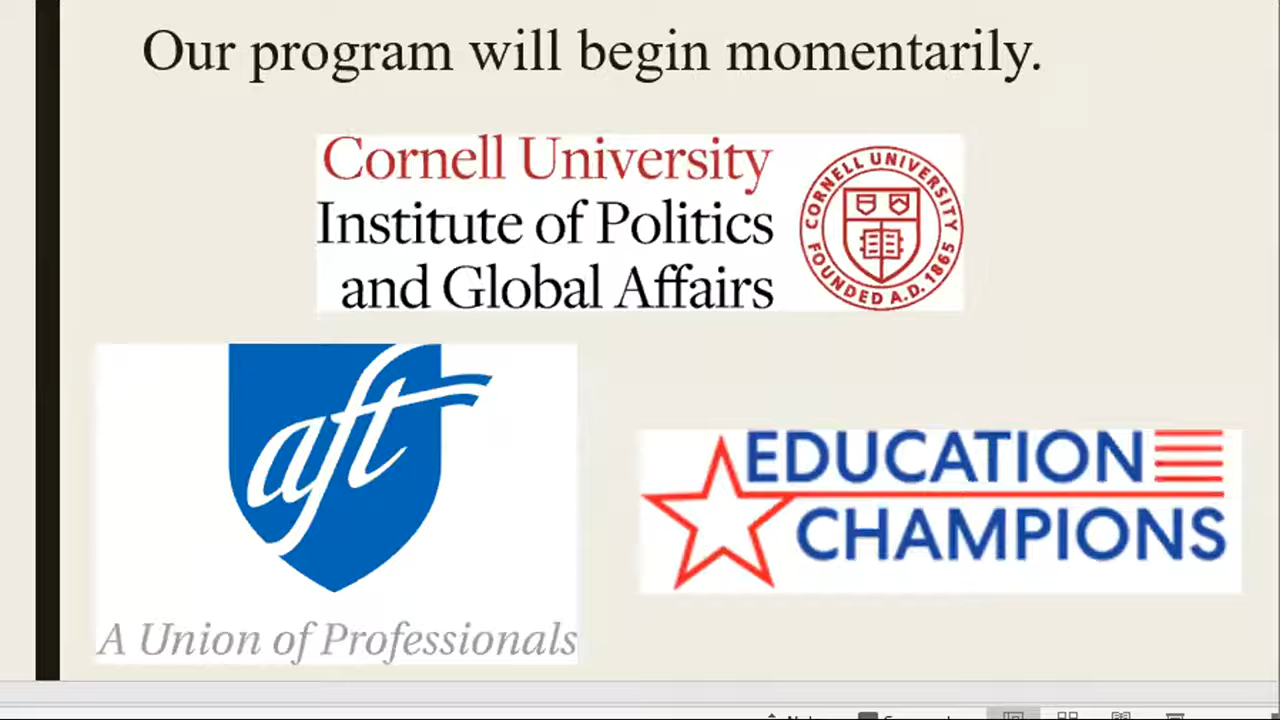 Our program will begin momentarily.
Cornell University
Institute of Politics
and Global Affairs
CORNELL UNIVERSITY
FOUNDED A.D. 1865
aft
A Union of Professionals
EDUCATION
CHAMPIONS